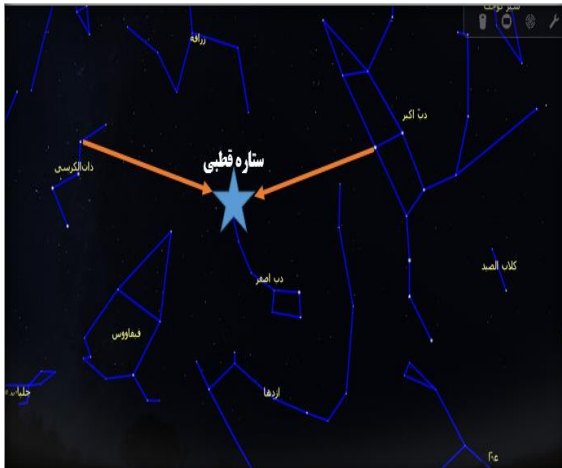 زرافه
دبّ اکبر
ستاره قطبی
ذات‌الکرسی
دب اصغر
کلاب الصید
قیفاووس
اژدها